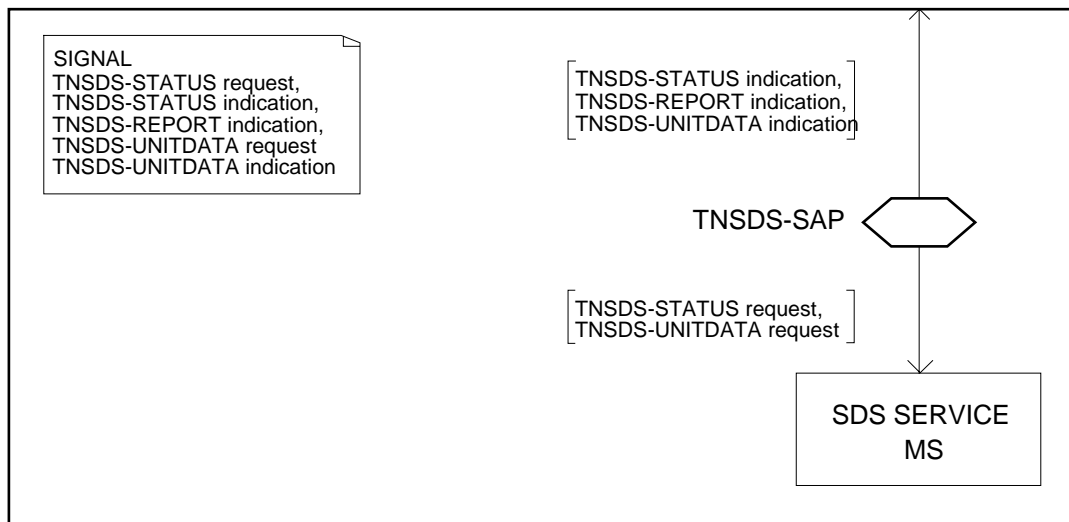 SIGNAL
TNSDS-STATUS request,
TNSDS-STATUS indication,
TNSDS-REPORT indication,
TNSDS-UNITDATA request
TNSDS-UNITDATA indication
TNSDS-STATUS indication,
TNSDS-REPORT indication,
TNSDS-UNITDATA indication
TNSDS-SAP
TNSDS-STATUS request,
TNSDS-UNITDATA request
SDS SERVICE
MS